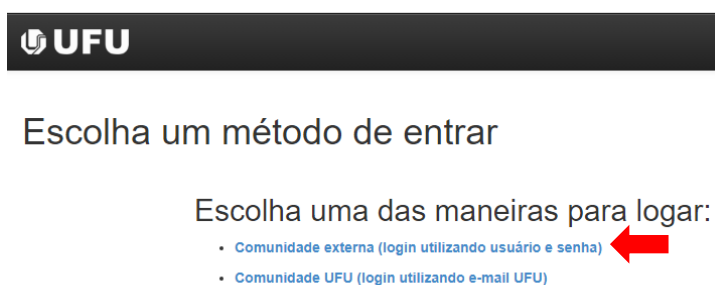 UFU
Escolha um método de entrar
Escolha uma das maneiras para logar:
Comunidade externa (login utilizando usuário e senha)
Comunidade UFU (login utilizando e-mail UFU)